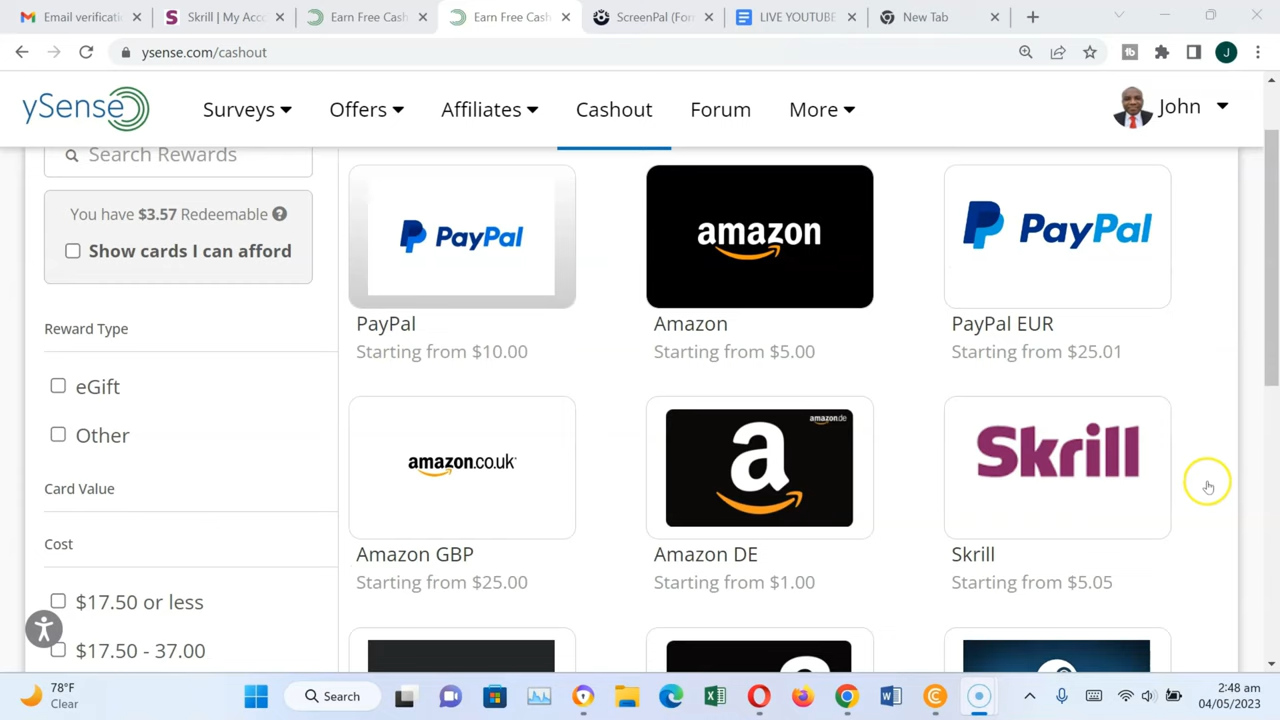 Email verificati
Skrill | My Acco
Earn Free Cash
Earn Free Cash
ScreenPal (For
LIVE YOUTUBE
New Tab
ysense.com/cashout
tb
J
ySense
Surveys
Offers
Affiliates
Cashout
Forum
More
John
Search Rewards
You have $3.57 Redeemable ?
Show cards I can afford
Reward Type
eGift
Other
Card Value
Cost
$17.50 or less
$17.50 - 37.00
PayPal
PayPal
Starting from $10.00
amazon
Amazon
Starting from $5.00
PayPal
PayPal EUR
Starting from $25.01
amazon.co.uk
Amazon GBP
Starting from $25.00
amazon.de
a
Amazon DE
Starting from $1.00
Skrill
Skrill
Starting from $5.05
78°F
Clear
Search
2:48 am
04/05/2023